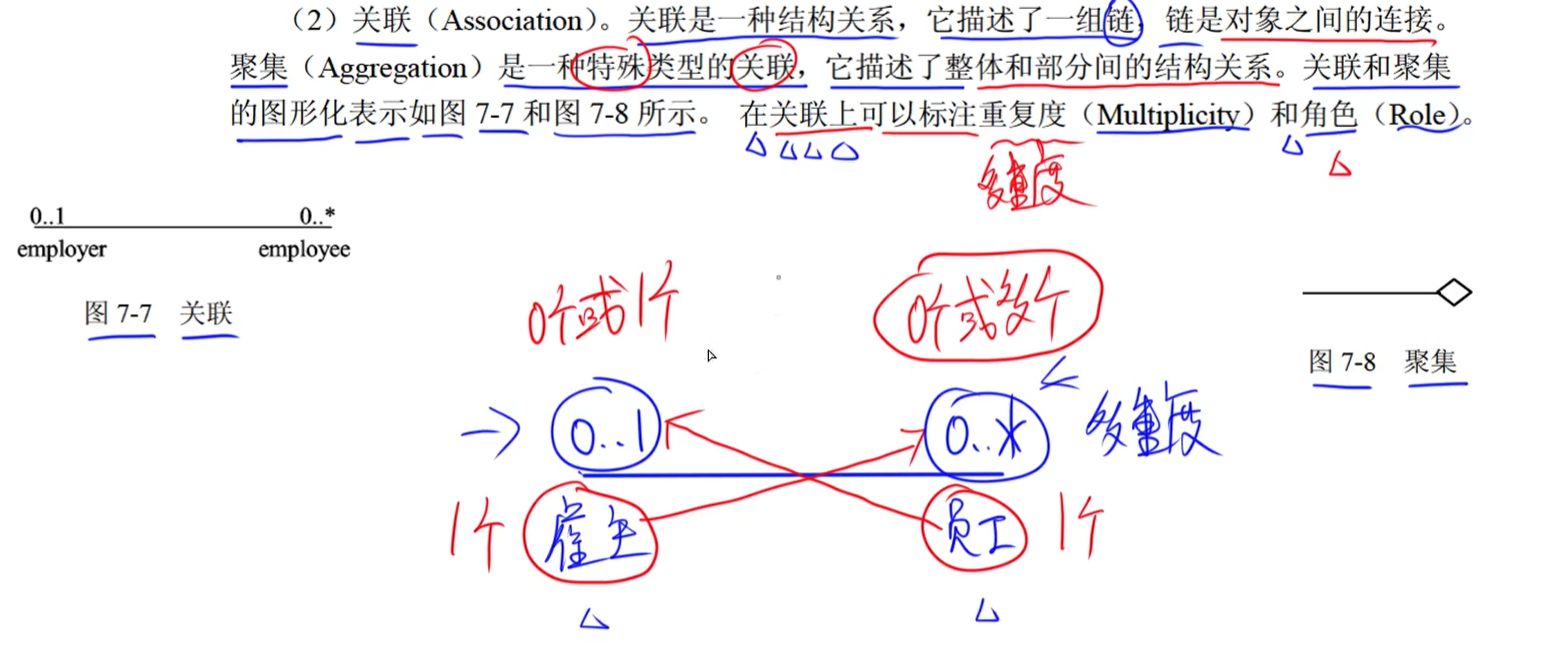 （2）关联（Association）。关联是一种结构关系，它描述了一组链，链是对象之间的连接。
聚集（Aggregation）是一种特殊类型的关联，它描述了整体和部分间的结构关系。关联和聚集
的图形化表示如图 7-7 和图 7-8 所示。 在关联上可以标注重复度（Multiplicity）和角色（Role）。
多重度
0..1 0..*
employer employee
图 7-7 关联
0个或1个 0个或多个
图 7-8 聚集
0..1 0..* 多重度
1个 雇主 员工 1个